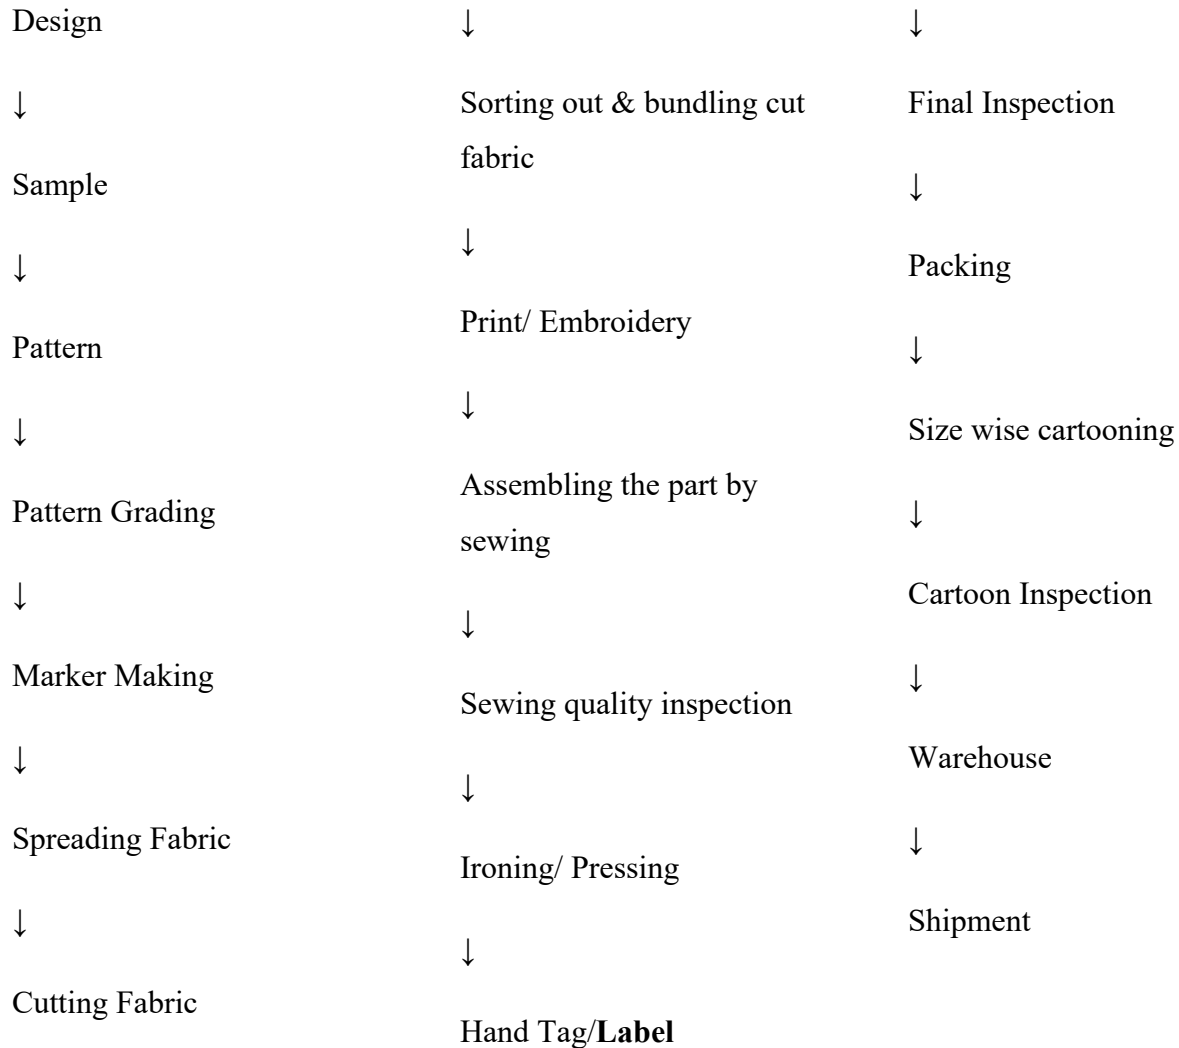 Design
↓
Sample
↓
Pattern
↓
Pattern Grading
↓
Marker Making
↓
Spreading Fabric
↓
Cutting Fabric
↓
Sorting out & bundling cut
fabric
↓
Print/ Embroidery
↓
Assembling the part by
sewing
↓
Sewing quality inspection
↓
Ironing/ Pressing
↓
Hand Tag/Label
↓
Final Inspection
↓
Packing
↓
Size wise cartooning
↓
Cartoon Inspection
↓
Warehouse
↓
Shipment